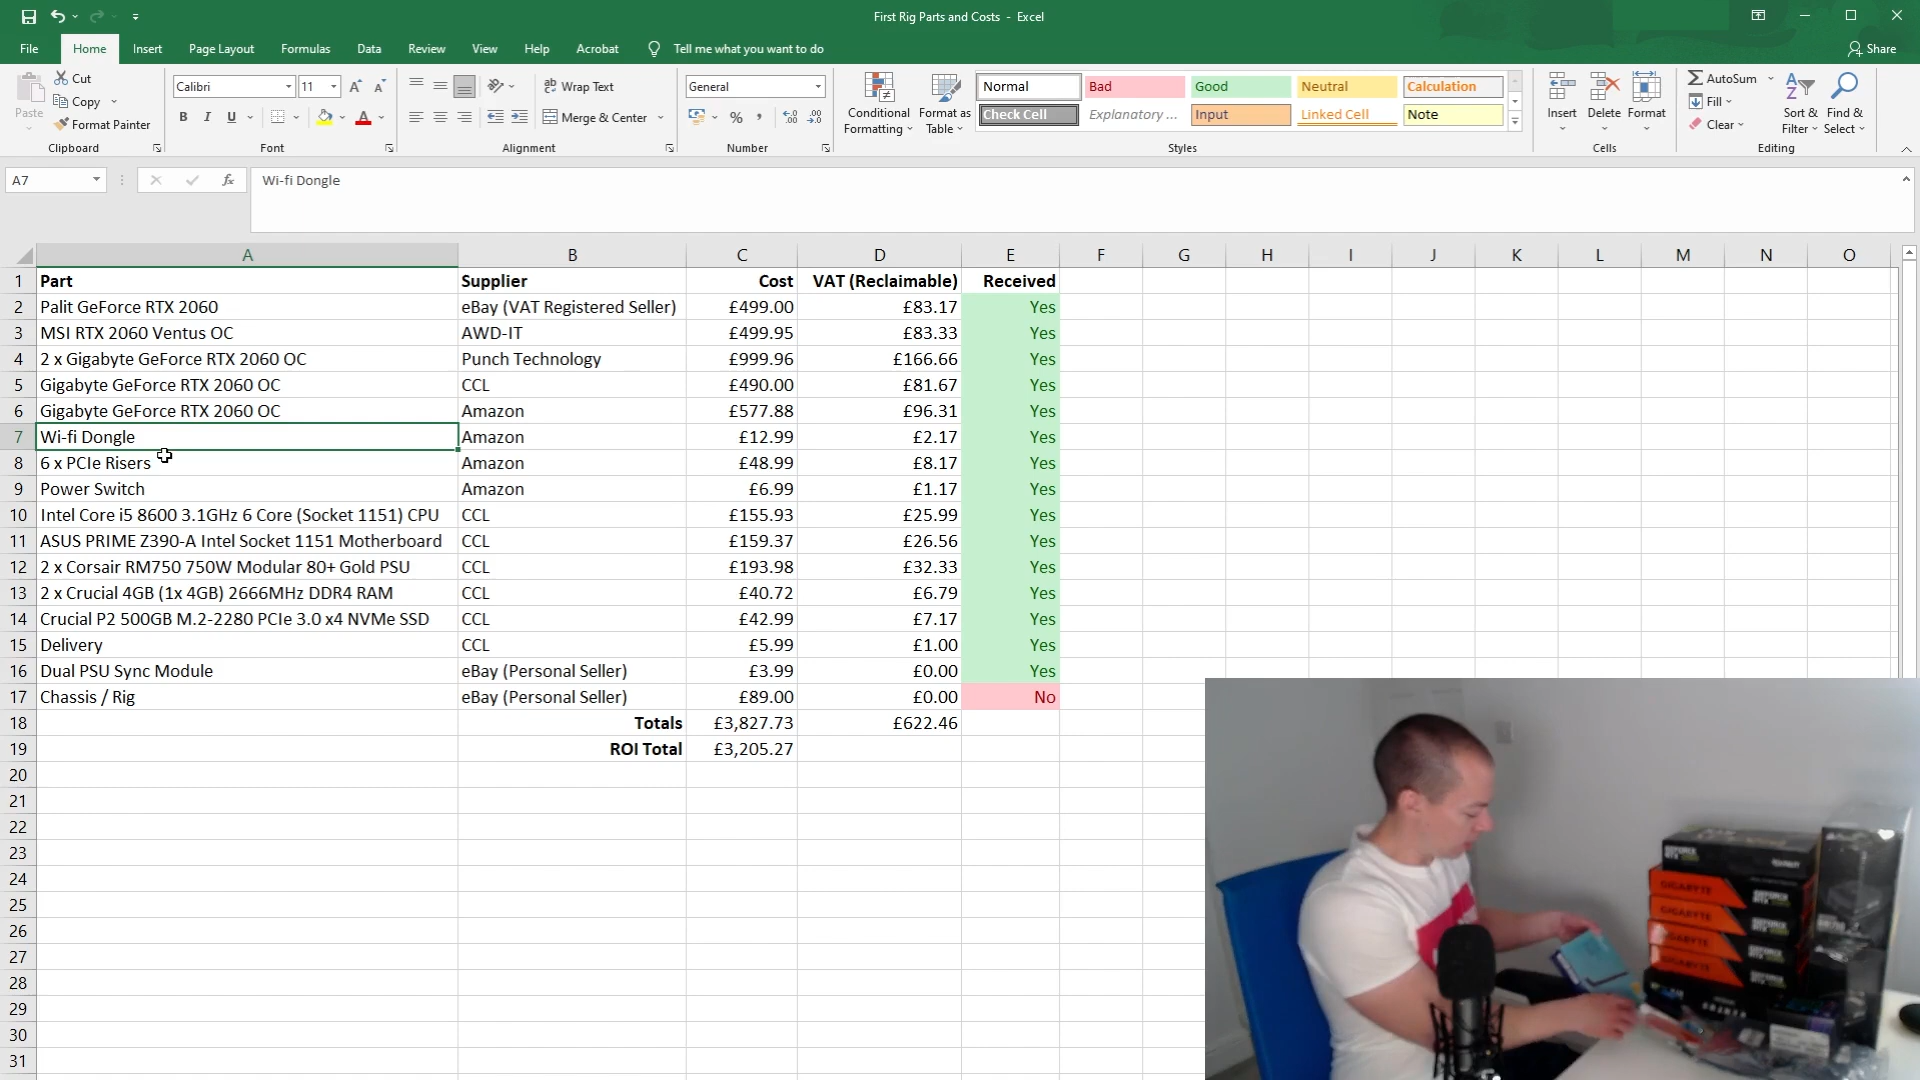 First Rig Parts and Costs - Excel
File Home Insert Page Layout Formulas Data Review View Help Acrobat Tell me what you want to do Share
Paste
Cut
Copy
Format Painter
Clipboard
Calibri 11
B I U
Font
Wrap Text
Merge & Center
Alignment
General
%
Number
Conditional Formatting
Format as Table
Normal Bad Good Neutral Calculation
Check Cell Explanatory ... Input Linked Cell Note
Styles
Insert Delete Format
Cells
AutoSum
Fill
Clear
Sort & Filter
Find & Select
Editing
A7 fx Wi-fi Dongle
A B C D E F G H I J K L M N O
1 Part Supplier Cost VAT (Reclaimable) Received
2 Palit GeForce RTX 2060 eBay (VAT Registered Seller) £499.00 £83.17 Yes
3 MSI RTX 2060 Ventus OC AWD-IT £499.95 £83.33 Yes
4 2 x Gigabyte GeForce RTX 2060 OC Punch Technology £999.96 £166.66 Yes
5 Gigabyte GeForce RTX 2060 OC CCL £490.00 £81.67 Yes
6 Gigabyte GeForce RTX 2060 OC Amazon £577.88 £96.31 Yes
7 Wi-fi Dongle Amazon £12.99 £2.17 Yes
8 6 x PCIe Risers Amazon £48.99 £8.17 Yes
9 Power Switch Amazon £6.99 £1.17 Yes
10 Intel Core i5 8600 3.1GHz 6 Core (Socket 1151) CPU CCL £155.93 £25.99 Yes
11 ASUS PRIME Z390-A Intel Socket 1151 Motherboard CCL £159.37 £26.56 Yes
12 2 x Corsair RM750 750W Modular 80+ Gold PSU CCL £193.98 £32.33 Yes
13 2 x Crucial 4GB (1x 4GB) 2666MHz DDR4 RAM CCL £40.72 £6.79 Yes
14 Crucial P2 500GB M.2-2280 PCIe 3.0 x4 NVMe SSD CCL £42.99 £7.17 Yes
15 Delivery CCL £5.99 £1.00 Yes
16 Dual PSU Sync Module eBay (Personal Seller) £3.99 £0.00 Yes
17 Chassis / Rig eBay (Personal Seller) £89.00 £0.00 No
18 Totals £3,827.73 £622.46
19 ROI Total £3,205.27
20
21
22
23
24
25
26
27
28
29
30
31
GEFORCE RTX
GIGABYTE
GIGABYTE
GIGABYTE
GIGABYTE